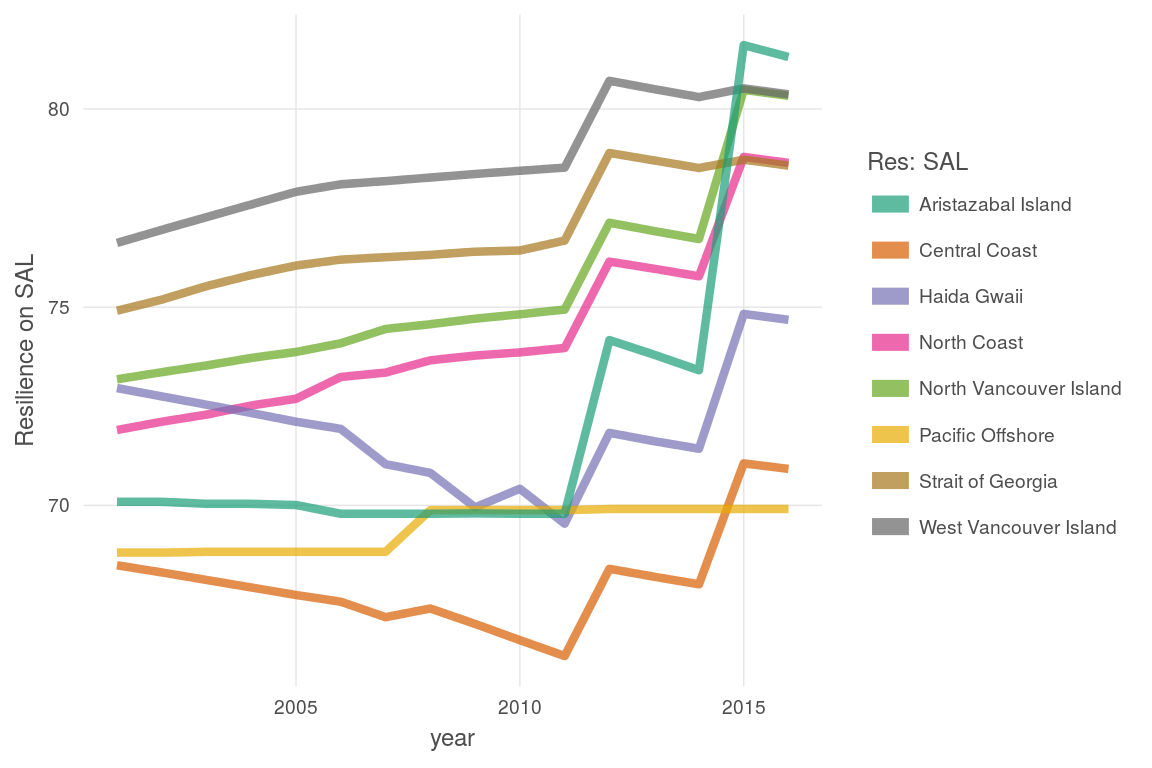 80
75
70
Resilience on SAL
2005
2010
2015
year
Res: SAL
Aristazabal Island
Central Coast
Haida Gwaii
North Coast
North Vancouver Island
Pacific Offshore
Strait of Georgia
West Vancouver Island